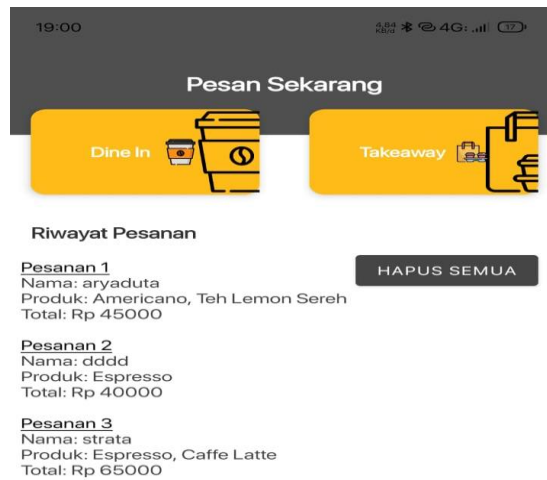 19:00
4,84 KB/d 4G: 17
Pesan Sekarang
Dine In
Takeaway
Riwayat Pesanan
HAPUS SEMUA
Pesanan 1
Nama: aryaduta
Produk: Americano, Teh Lemon Sereh
Total: Rp 45000
Pesanan 2
Nama: dddd
Produk: Espresso
Total: Rp 40000
Pesanan 3
Nama: strata
Produk: Espresso, Caffe Latte
Total: Rp 65000